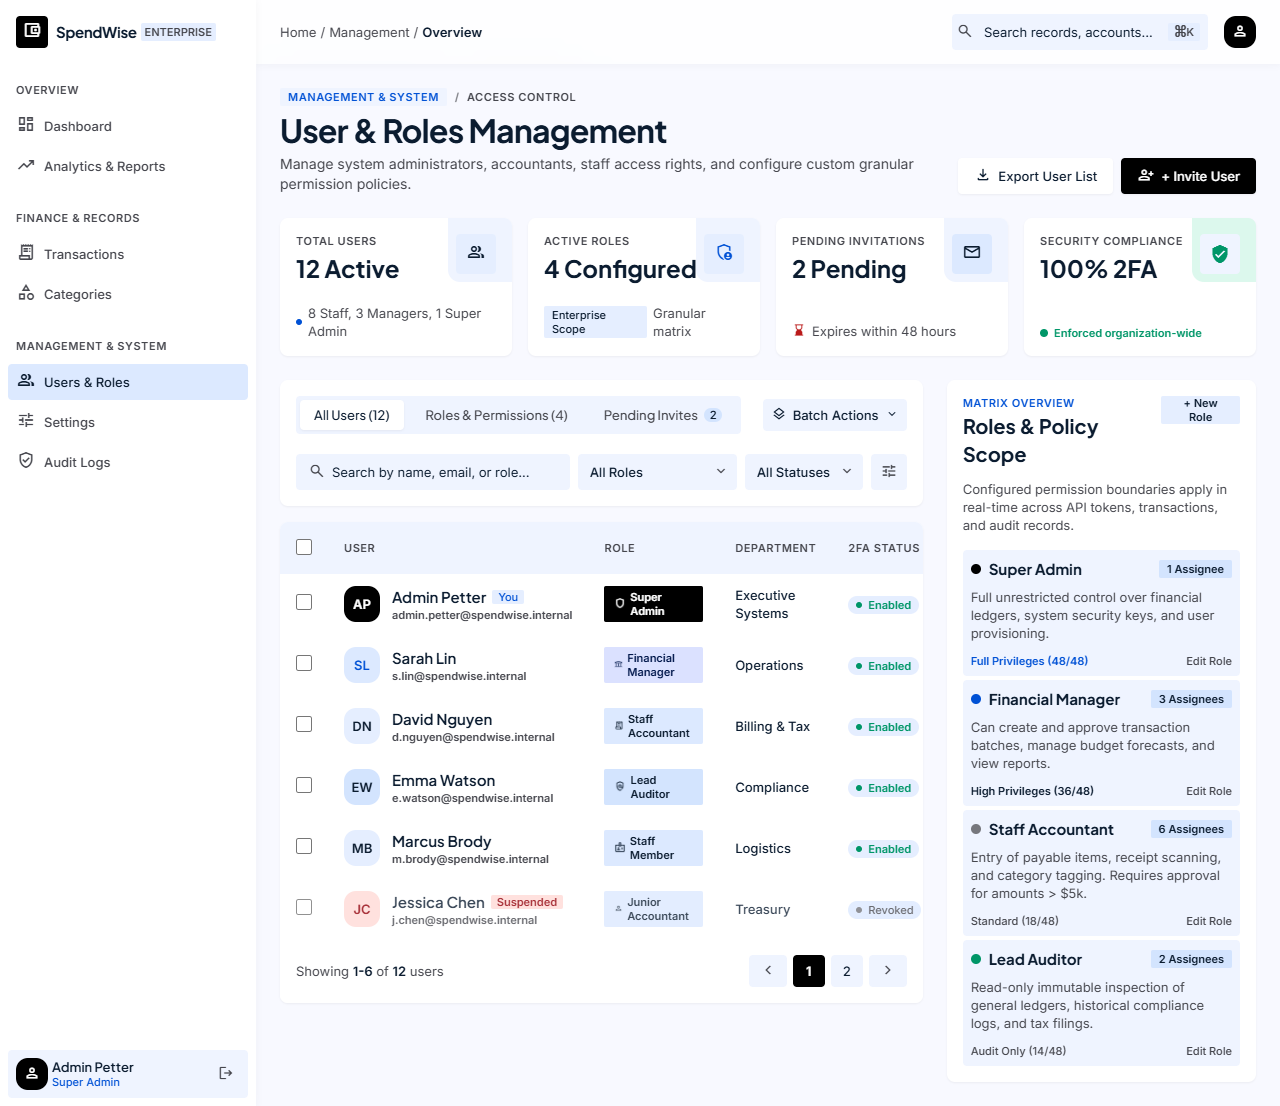 SpendWise ENTERPRISE
OVERVIEW
Dashboard
Analytics & Reports
FINANCE & RECORDS
Transactions
Categories
MANAGEMENT & SYSTEM
Users & Roles
Settings
Audit Logs
Admin Petter
Super Admin
Home / Management / Overview
Search records, accounts... ⌘K
MANAGEMENT & SYSTEM / ACCESS CONTROL
User & Roles Management
Manage system administrators, accountants, staff access rights, and configure custom granular
permission policies.
Export User List
+ Invite User
TOTAL USERS
12 Active
8 Staff, 3 Managers, 1 Super
Admin
ACTIVE ROLES
4 Configured
Enterprise
Scope
Granular
matrix
PENDING INVITATIONS
2 Pending
Expires within 48 hours
SECURITY COMPLIANCE
100% 2FA
Enforced organization-wide
All Users (12)
Roles & Permissions (4)
Pending Invites 2
Batch Actions
Search by name, email, or role...
All Roles
All Statuses
USER ROLE DEPARTMENT 2FA STATUS
AP
Admin Petter You
admin.petter@spendwise.internal
Super
Admin
Executive
Systems
Enabled
SL
Sarah Lin
s.lin@spendwise.internal
Financial
Manager
Operations
Enabled
DN
David Nguyen
d.nguyen@spendwise.internal
Staff
Accountant
Billing & Tax
Enabled
EW
Emma Watson
e.watson@spendwise.internal
Lead
Auditor
Compliance
Enabled
MB
Marcus Brody
m.brody@spendwise.internal
Staff
Member
Logistics
Enabled
JC
Jessica Chen Suspended
j.chen@spendwise.internal
Junior
Accountant
Treasury
Revoked
Showing 1-6 of 12 users
1 2
MATRIX OVERVIEW
Roles & Policy
Scope
+ New
Role
Configured permission boundaries apply in
real-time across API tokens, transactions,
and audit records.
Super Admin 1 Assignee
Full unrestricted control over financial
ledgers, system security keys, and user
provisioning.
Full Privileges (48/48) Edit Role
Financial Manager 3 Assignees
Can create and approve transaction
batches, manage budget forecasts, and
view reports.
High Privileges (36/48) Edit Role
Staff Accountant 6 Assignees
Entry of payable items, receipt scanning,
and category tagging. Requires approval
for amounts > $5k.
Standard (18/48) Edit Role
Lead Auditor 2 Assignees
Read-only immutable inspection of
general ledgers, historical compliance
logs, and tax filings.
Audit Only (14/48) Edit Role